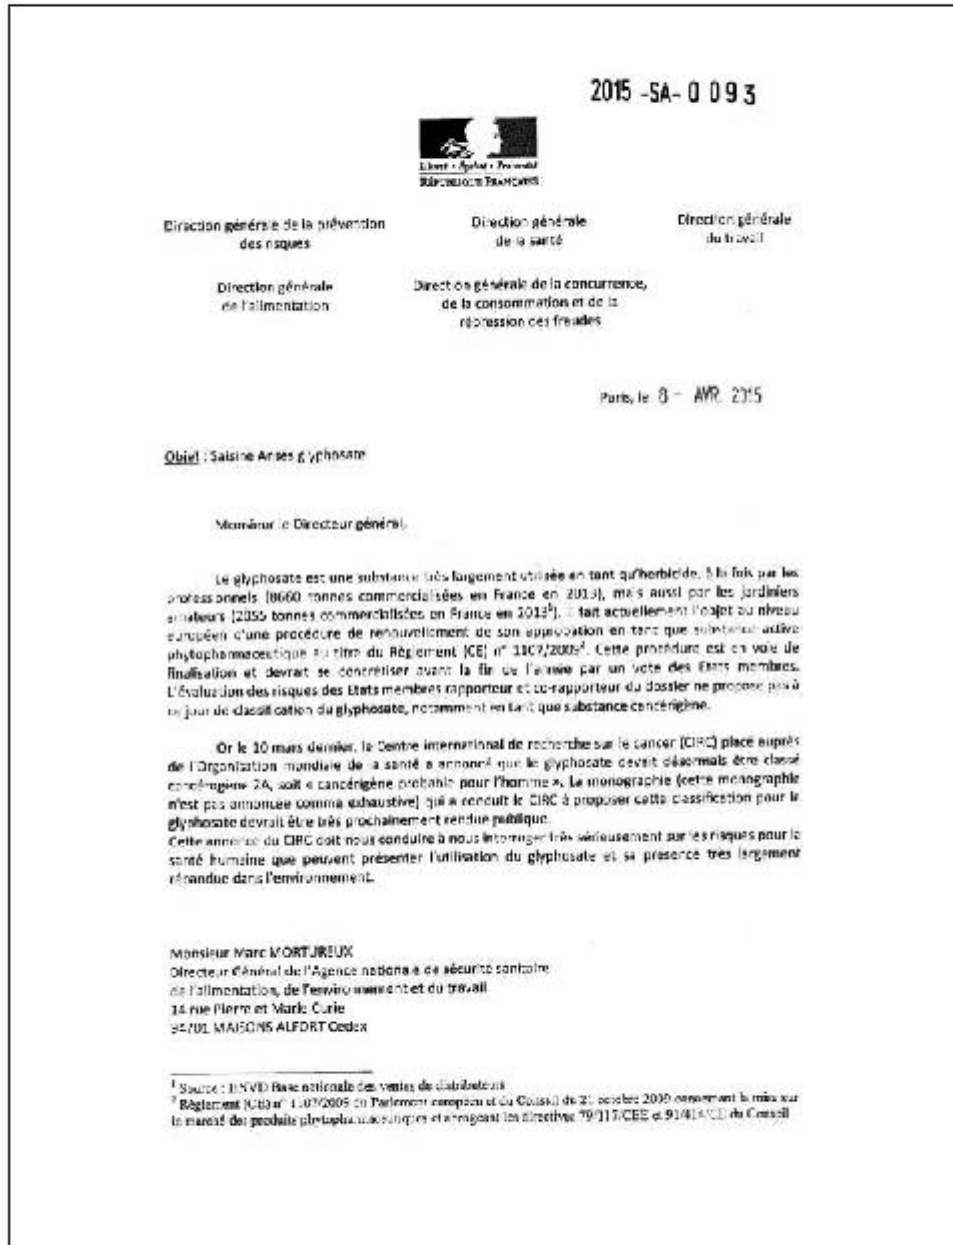 2015 -SA- 0 0 9 3
Liberté • Égalité • Fraternité
RÉPUBLIQUE FRANÇAISE
Direction générale de la prévention
des risques
Direction générale
de la santé
Direction générale
du travail
Direction générale
de l'alimentation
Direction générale de la concurrence,
de la consommation et de la
répression des fraudes
Paris, le 8 - AVR. 2015
Objet : Saisine Anses glyphosate
Monsieur le Directeur général,
Le glyphosate est une substance très largement utilisée en tant qu'herbicide, à la fois par les
professionnels (8660 tonnes commercialisées en France en 2013), mais aussi par les jardiniers
amateurs (2055 tonnes commercialisées en France en 2013¹). Il fait actuellement l'objet au niveau
européen d'une procédure de renouvellement de son approbation en tant que substance active
phytopharmaceutique au titre du Règlement (CE) n° 1107/2009². Cette procédure est en voie de
finalisation et devrait se concrétiser avant la fin de l'année par un vote des Etats membres.
L'évaluation des risques des Etats membres rapporteur et co-rapporteur du dossier ne propose pas à
ce jour de classification du glyphosate, notamment en tant que substance cancérigène.
Or le 10 mars dernier, le Centre international de recherche sur le cancer (CIRC) placé auprès
de l'Organisation mondiale de la santé a annoncé que le glyphosate devait désormais être classé
cancérogène 2A, soit « cancérigène probable pour l'homme ». La monographie (cette monographie
n'est pas annoncée comme exhaustive) qui a conduit le CIRC à proposer cette classification pour le
glyphosate devrait être très prochainement rendue publique.
Cette annonce du CIRC doit nous conduire à nous interroger très sérieusement sur les risques pour la
santé humaine que peuvent présenter l'utilisation du glyphosate et sa présence très largement
répandue dans l'environnement.
Monsieur Marc MORTUREUX
Directeur Général de l'Agence nationale de sécurité sanitaire
de l'alimentation, de l'environnement et du travail
14 rue Pierre et Marie Curie
94701 MAISONS ALFORT Cedex
¹ Source : BNVD Base nationale des ventes de distributeurs
² Règlement (CE) n° 1107/2009 du Parlement européen et du Conseil du 21 octobre 2009 concernant la mise sur
le marché des produits phytopharmaceutiques et abrogeant les directives 79/117/CEE et 91/414/CEE du Conseil